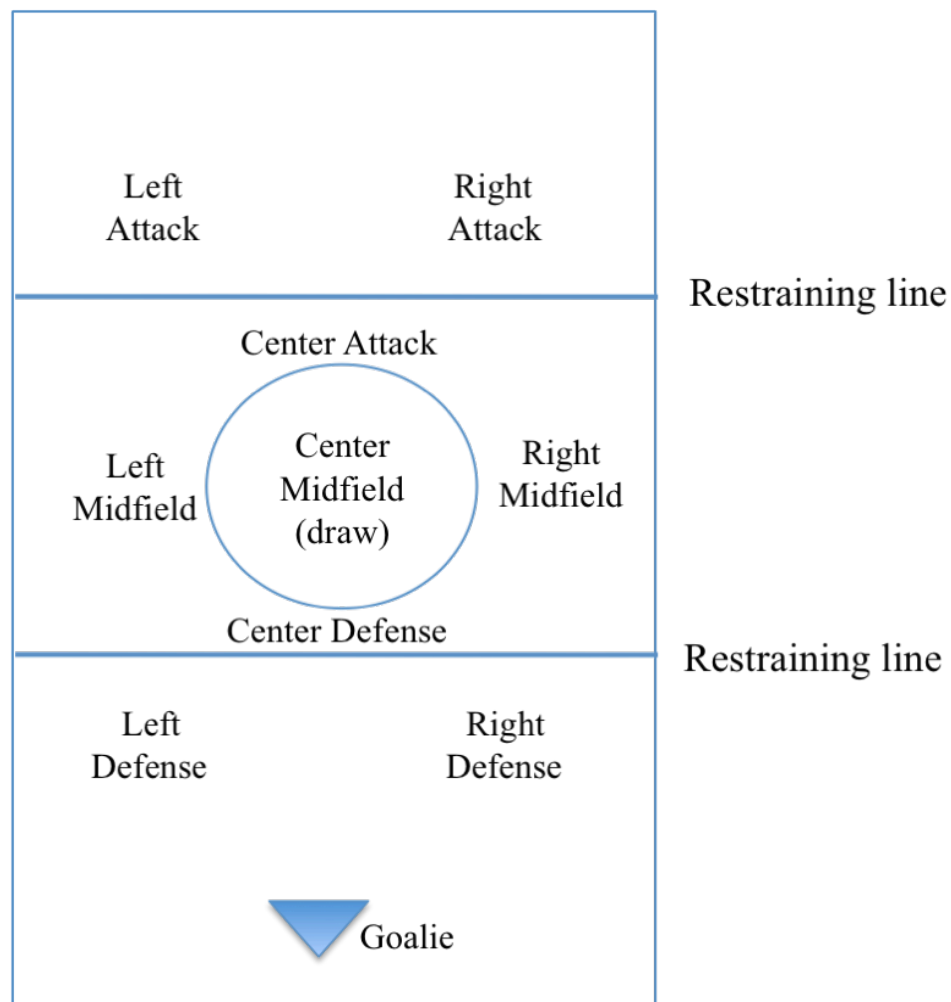 Left
Attack
Right
Attack
Restraining line
Center Attack
Left
Midfield
Center
Midfield
(draw)
Right
Midfield
Center Defense
Restraining line
Left
Defense
Right
Defense
Goalie